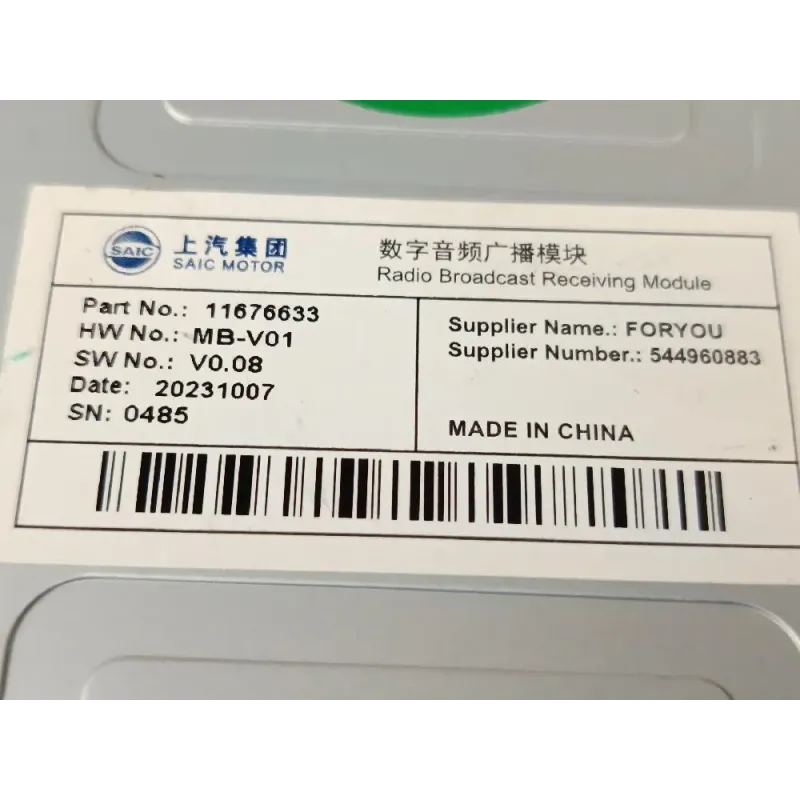 SAIC
上汽集团
SAIC MOTOR
数字音频广播模块
Radio Broadcast Receiving Module
Part No.: 11676633
HW No.: MB-V01
SW No.: V0.08
Date: 20231007
SN: 0485
Supplier Name.: FORYOU
Supplier Number.: 544960883
MADE IN CHINA